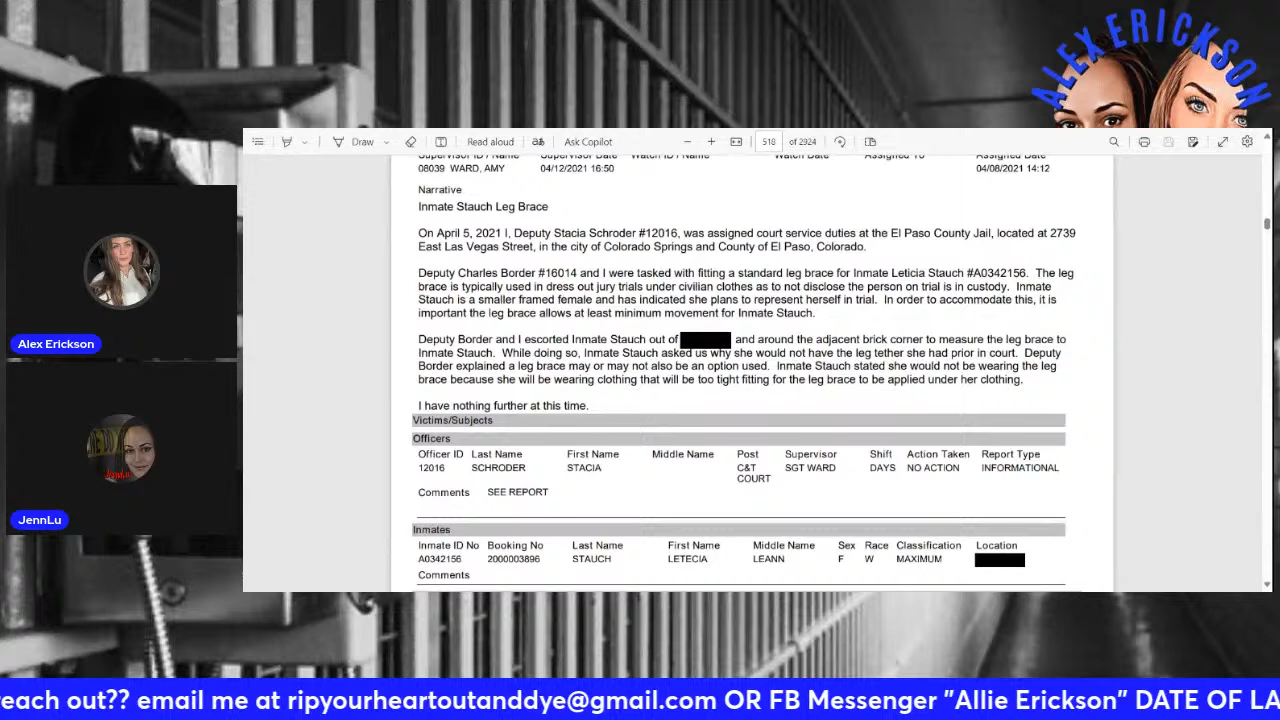 ALEX ERICKSON
Draw
Read aloud
Ask Copilot
518 of 2924
Supervisor ID / Name Supervisor Date Watch ID / Name Watch Date Assigned To Assigned Date
08039 WARD, AMY 04/12/2021 16:50 04/08/2021 14:12
Narrative
Inmate Stauch Leg Brace
On April 5, 2021 I, Deputy Stacia Schroder #12016, was assigned court service duties at the El Paso County Jail, located at 2739
East Las Vegas Street, in the city of Colorado Springs and County of El Paso, Colorado.
Deputy Charles Border #16014 and I were tasked with fitting a standard leg brace for Inmate Leticia Stauch #A0342156. The leg
brace is typically used in dress out jury trials under civilian clothes as to not disclose the person on trial is in custody. Inmate
Stauch is a smaller framed female and has indicated she plans to represent herself in trial. In order to accommodate this, it is
important the leg brace allows at least minimum movement for Inmate Stauch.
Deputy Border and I escorted Inmate Stauch out of and around the adjacent brick corner to measure the leg brace to
Inmate Stauch. While doing so, Inmate Stauch asked us why she would not have the leg tether she had prior in court. Deputy
Border explained a leg brace may or may not also be an option used. Inmate Stauch stated she would not be wearing the leg
brace because she will be wearing clothing that will be too tight fitting for the leg brace to be applied under her clothing.
I have nothing further at this time.
Victims/Subjects
Officers
Officer ID Last Name First Name Middle Name Post Supervisor Shift Action Taken Report Type
12016 SCHRODER STACIA C&T SGT WARD DAYS NO ACTION INFORMATIONAL
COURT
Comments SEE REPORT
Inmates
Inmate ID No Booking No Last Name First Name Middle Name Sex Race Classification Location
A0342156 2000003896 STAUCH LETECIA LEANN F W MAXIMUM
Comments
Alex Erickson
JennLu
reach out?? email me at ripyourheartoutanddye@gmail.com OR FB Messenger "Allie Erickson" DATE OF LA